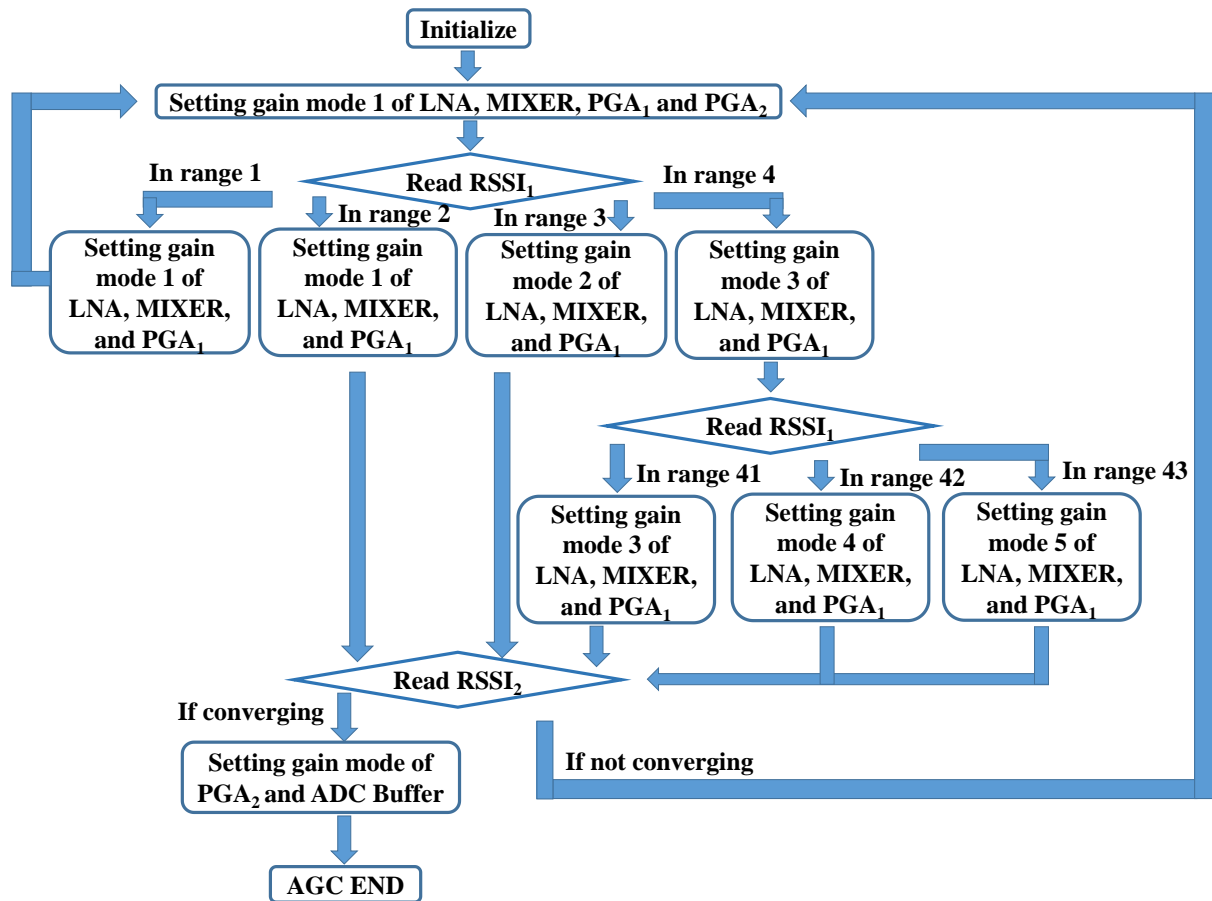 Initialize
Setting gain mode 1 of LNA, MIXER, PGA₁ and PGA₂
Read RSSI₁
In range 1
In range 2
In range 3
In range 4
Setting gain
mode 1 of
LNA, MIXER,
and PGA₁
Setting gain
mode 1 of
LNA, MIXER,
and PGA₁
Setting gain
mode 2 of
LNA, MIXER,
and PGA₁
Setting gain
mode 3 of
LNA, MIXER,
and PGA₁
Read RSSI₁
In range 41
In range 42
In range 43
Setting gain
mode 3 of
LNA, MIXER,
and PGA₁
Setting gain
mode 4 of
LNA, MIXER,
and PGA₁
Setting gain
mode 5 of
LNA, MIXER,
and PGA₁
Read RSSI₂
If converging
If not converging
Setting gain mode of
PGA₂ and ADC Buffer
AGC END